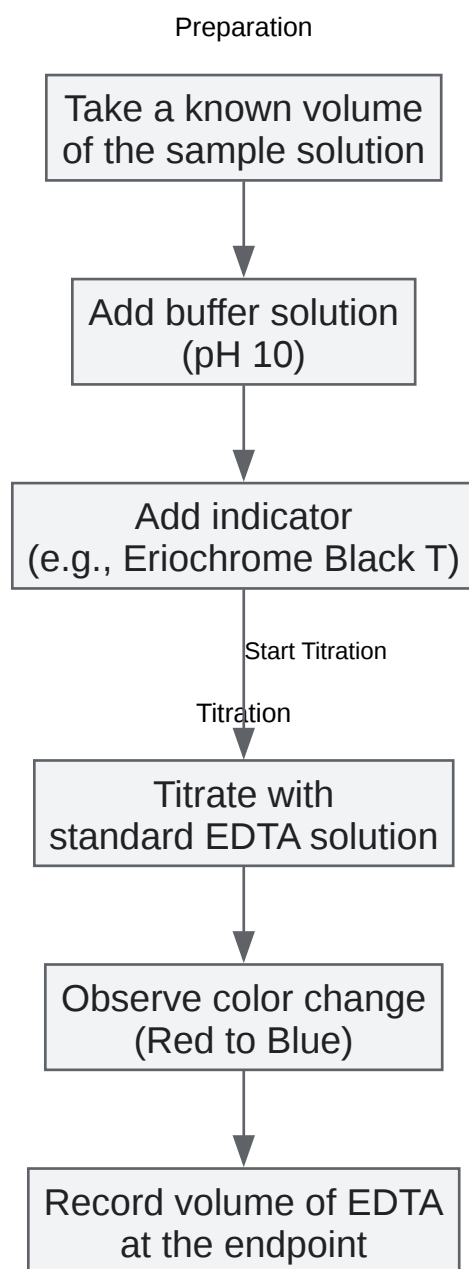 Preparation
Take a known volume
of the sample solution
Add buffer solution
(pH 10)
Add indicator
(e.g., Eriochrome Black T)
Start Titration
Titration
Titrate with
standard EDTA solution
Observe color change
(Red to Blue)
Record volume of EDTA
at the endpoint